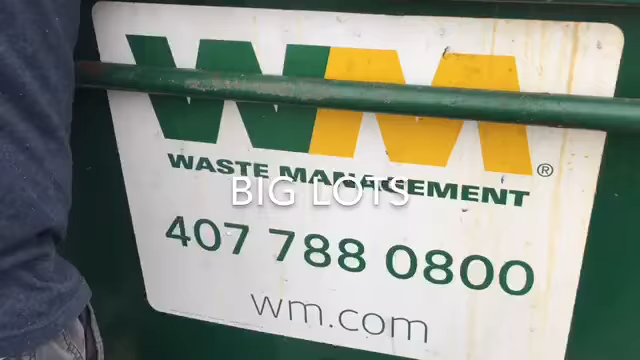 WM ®
WASTE MANAGEMENT
BIG LOTS
407 788 0800
wm.com